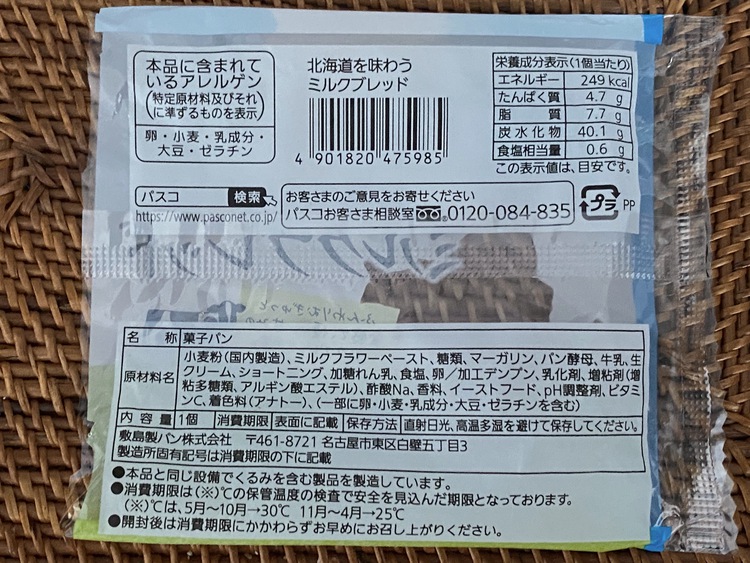 本品に含まれて
いるアレルゲン
(特定原材料及びそれ
に準ずるものを表示)
卵・小麦・乳成分・
大豆・ゼラチン
北海道を味わう
ミルクブレッド
4 901820 475985
栄養成分表示(1個当たり)
エネルギー 249 kcal
たんぱく質 4.7 g
脂質 7.7 g
炭水化物 40.1 g
食塩相当量 0.6 g
この表示値は、目安です。
パスコ 検索
https://www.pasconet.co.jp/
お客さまのご意見をお寄せください
パスコお客さま相談室 0120-084-835
プラ PP
ミルクブレッド
名称 菓子パン
原材料名 小麦粉(国内製造)、ミルクフラワーペースト、糖類、マーガリン、パン酵母、牛乳、生
クリーム、ショートニング、加糖れん乳、食塩、卵/加工デンプン、乳化剤、増粘剤(増
粘多糖類、アルギン酸エステル)、酢酸Na、香料、イーストフード、pH調整剤、ビタミ
ンC、着色料(アナトー)、(一部に卵・小麦・乳成分・大豆・ゼラチンを含む)
内容量 1個 消費期限 表面に記載 保存方法 直射日光、高温多湿を避けて保存してください。
敷島製パン株式会社 〒461-8721 名古屋市東区白壁五丁目3
製造所固有記号は消費期限の下に記載
●本品と同じ設備でくるみを含む製品を製造しています。
●消費期限は(※)℃の保管温度の検査で安全を見込んだ期限となっております。
(※)℃は、5月〜10月→30℃ 11月〜4月→25℃
●開封後は消費期限にかかわらずお早めにお召し上がりください。